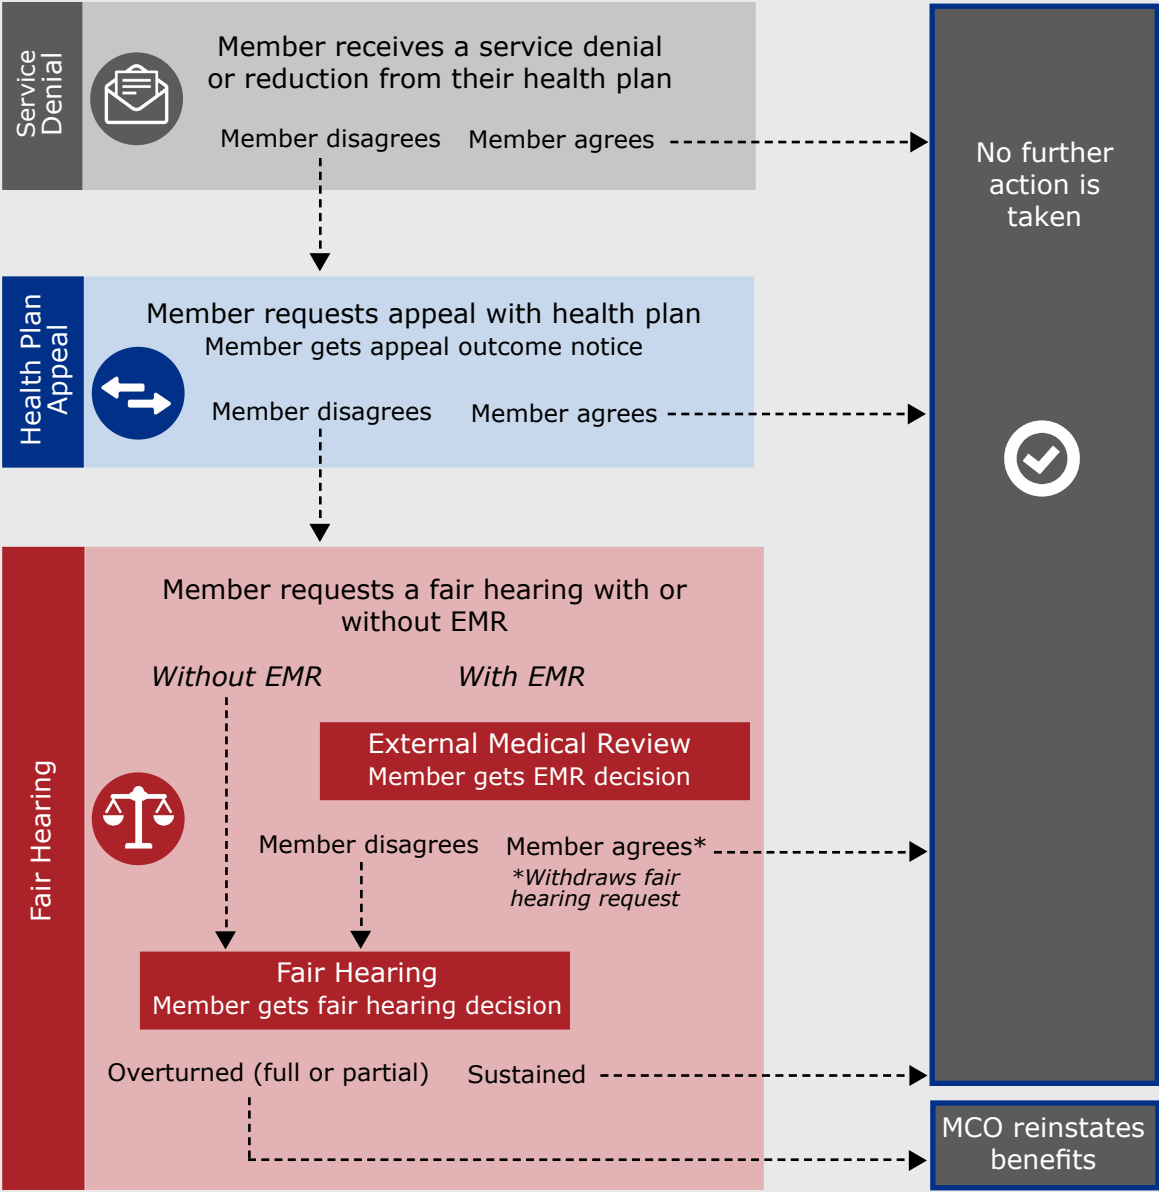 Service
Denial
Member receives a service denial
or reduction from their health plan
Member disagrees
Member agrees
No further
action is
taken
Health Plan
Appeal
Member requests appeal with health plan
Member gets appeal outcome notice
Member disagrees
Member agrees
Fair Hearing
Member requests a fair hearing with or
without EMR
Without EMR
With EMR
External Medical Review
Member gets EMR decision
Member disagrees
Member agrees*
*Withdraws fair
hearing request
Fair Hearing
Member gets fair hearing decision
Overturned (full or partial)
Sustained
MCO reinstates
benefits